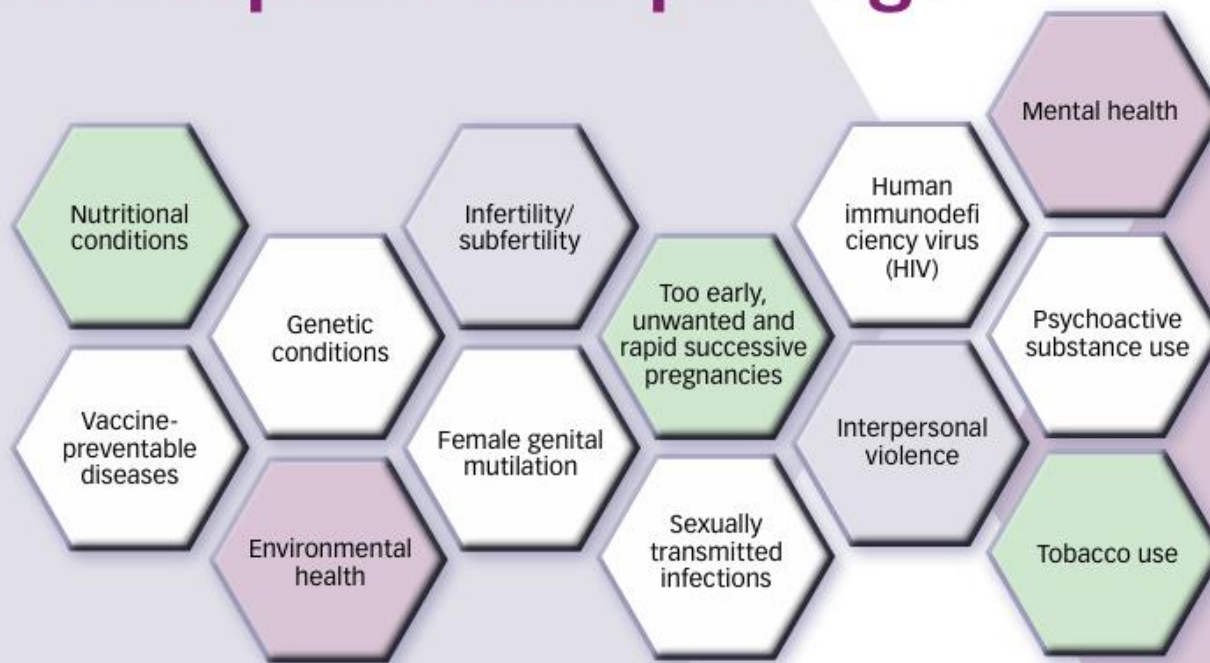 Mental health
Nutritional
conditions
Infertility/
subfertility
Human
immunodefi
ciency virus
(HIV)
Genetic
conditions
Too early,
unwanted and
rapid successive
pregnancies
Psychoactive
substance use
Vaccine-
preventable
diseases
Female genital
mutilation
Interpersonal
violence
Environmental
health
Sexually
transmitted
infections
Tobacco use